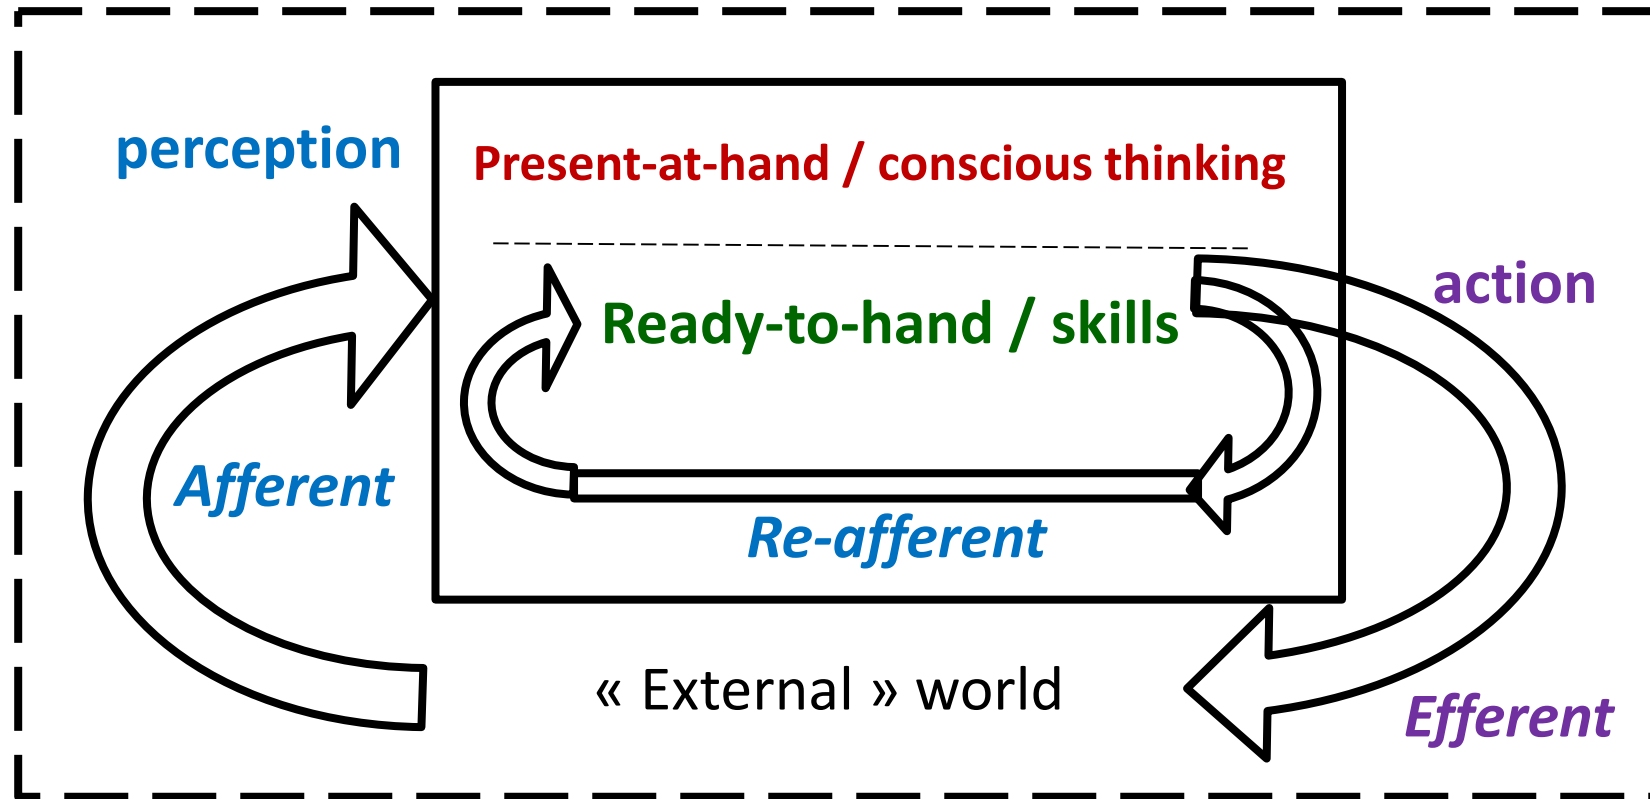 perception
Present-at-hand / conscious thinking
action
Ready-to-hand / skills
Afferent
Re-afferent
« External » world
Efferent